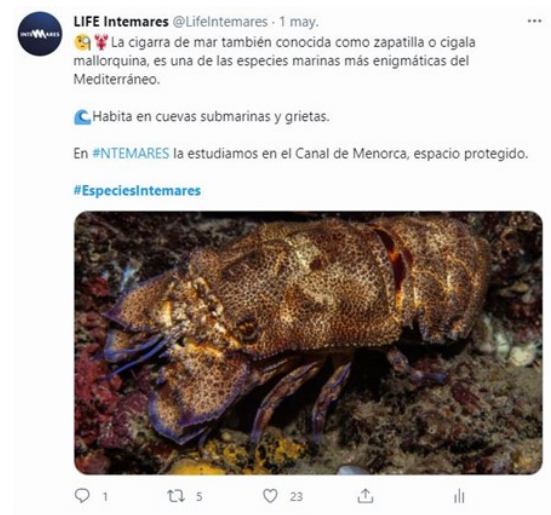 LIFE Intemares @LifeIntemares · 1 may.
🧐🦞La cigarra de mar también conocida como zapatilla o cigala
mallorquina, es una de las especies marinas más enigmáticas del
Mediterráneo.
🌊Habita en cuevas submarinas y grietas.
En #NTEMARES la estudiamos en el Canal de Menorca, espacio protegido.
#EspeciesIntemares
1 5 23